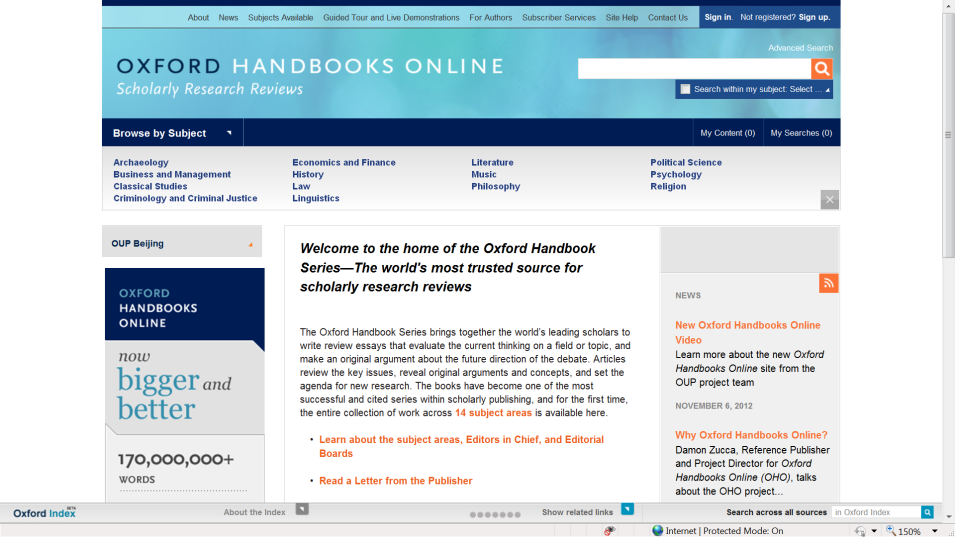 About News Subjects Available Guided Tour and Live Demonstrations For Authors Subscriber Services Site Help Contact Us Sign in. Not registered? Sign up.
Advanced Search
OXFORD HANDBOOKS ONLINE
Scholarly Research Reviews
Search within my subject: Select ...
Browse by Subject My Content (0) My Searches (0)
Archaeology
Business and Management
Classical Studies
Criminology and Criminal Justice
Economics and Finance
History
Law
Linguistics
Literature
Music
Philosophy
Political Science
Psychology
Religion
OUP Beijing
OXFORD
HANDBOOKS
ONLINE
now
bigger and
better
170,000,000+
WORDS
Welcome to the home of the Oxford Handbook
Series—The world's most trusted source for
scholarly research reviews
The Oxford Handbook Series brings together the world's leading scholars to
write review essays that evaluate the current thinking on a field or topic, and
make an original argument about the future direction of the debate. Articles
review the key issues, reveal original arguments and concepts, and set the
agenda for new research. The books have become one of the most
successful and cited series within scholarly publishing, and for the first time,
the entire collection of work across 14 subject areas is available here.
• Learn about the subject areas, Editors in Chief, and Editorial
Boards
• Read a Letter from the Publisher
NEWS
New Oxford Handbooks Online
Video
Learn more about the new Oxford
Handbooks Online site from the
OUP project team
NOVEMBER 6, 2012
Why Oxford Handbooks Online?
Damon Zucca, Reference Publisher
and Project Director for Oxford
Handbooks Online (OHO), talks
about the OHO project...
Oxford Index BETA About the Index Show related links Search across all sources in Oxford Index
Internet | Protected Mode: On 150%